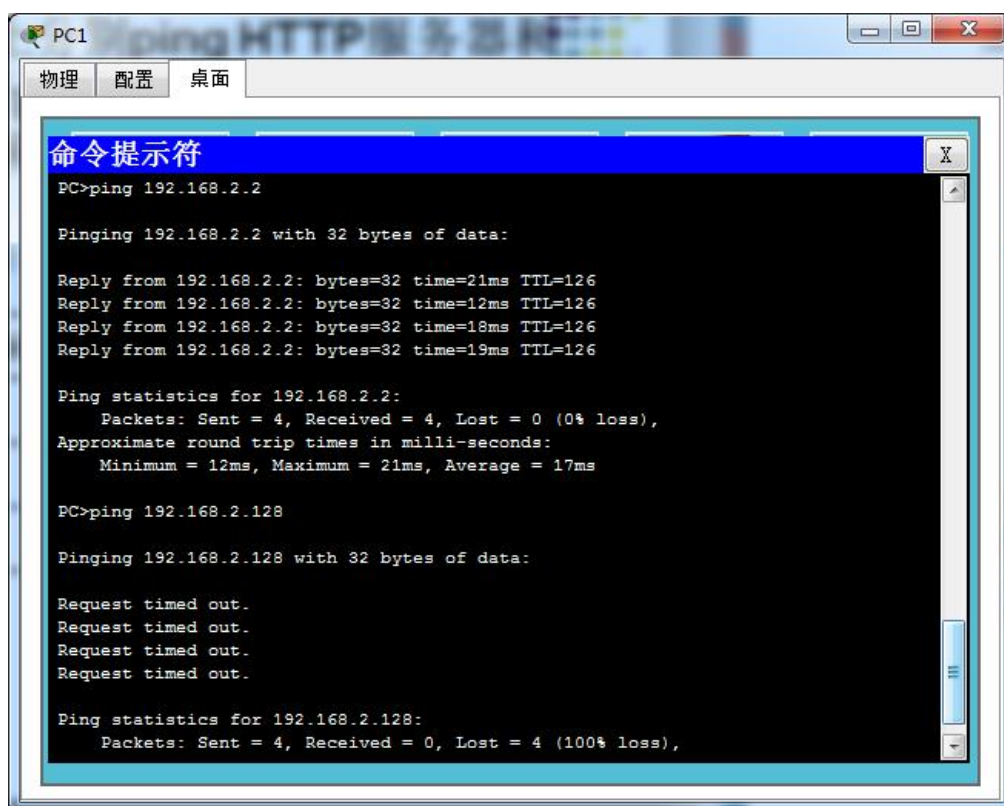 PC1
物理 配置 桌面
命令提示符
X
PC>ping 192.168.2.2
Pinging 192.168.2.2 with 32 bytes of data:
Reply from 192.168.2.2: bytes=32 time=21ms TTL=126
Reply from 192.168.2.2: bytes=32 time=12ms TTL=126
Reply from 192.168.2.2: bytes=32 time=18ms TTL=126
Reply from 192.168.2.2: bytes=32 time=19ms TTL=126
Ping statistics for 192.168.2.2:
Packets: Sent = 4, Received = 4, Lost = 0 (0% loss),
Approximate round trip times in milli-seconds:
Minimum = 12ms, Maximum = 21ms, Average = 17ms
PC>ping 192.168.2.128
Pinging 192.168.2.128 with 32 bytes of data:
Request timed out.
Request timed out.
Request timed out.
Request timed out.
Ping statistics for 192.168.2.128:
Packets: Sent = 4, Received = 0, Lost = 4 (100% loss),